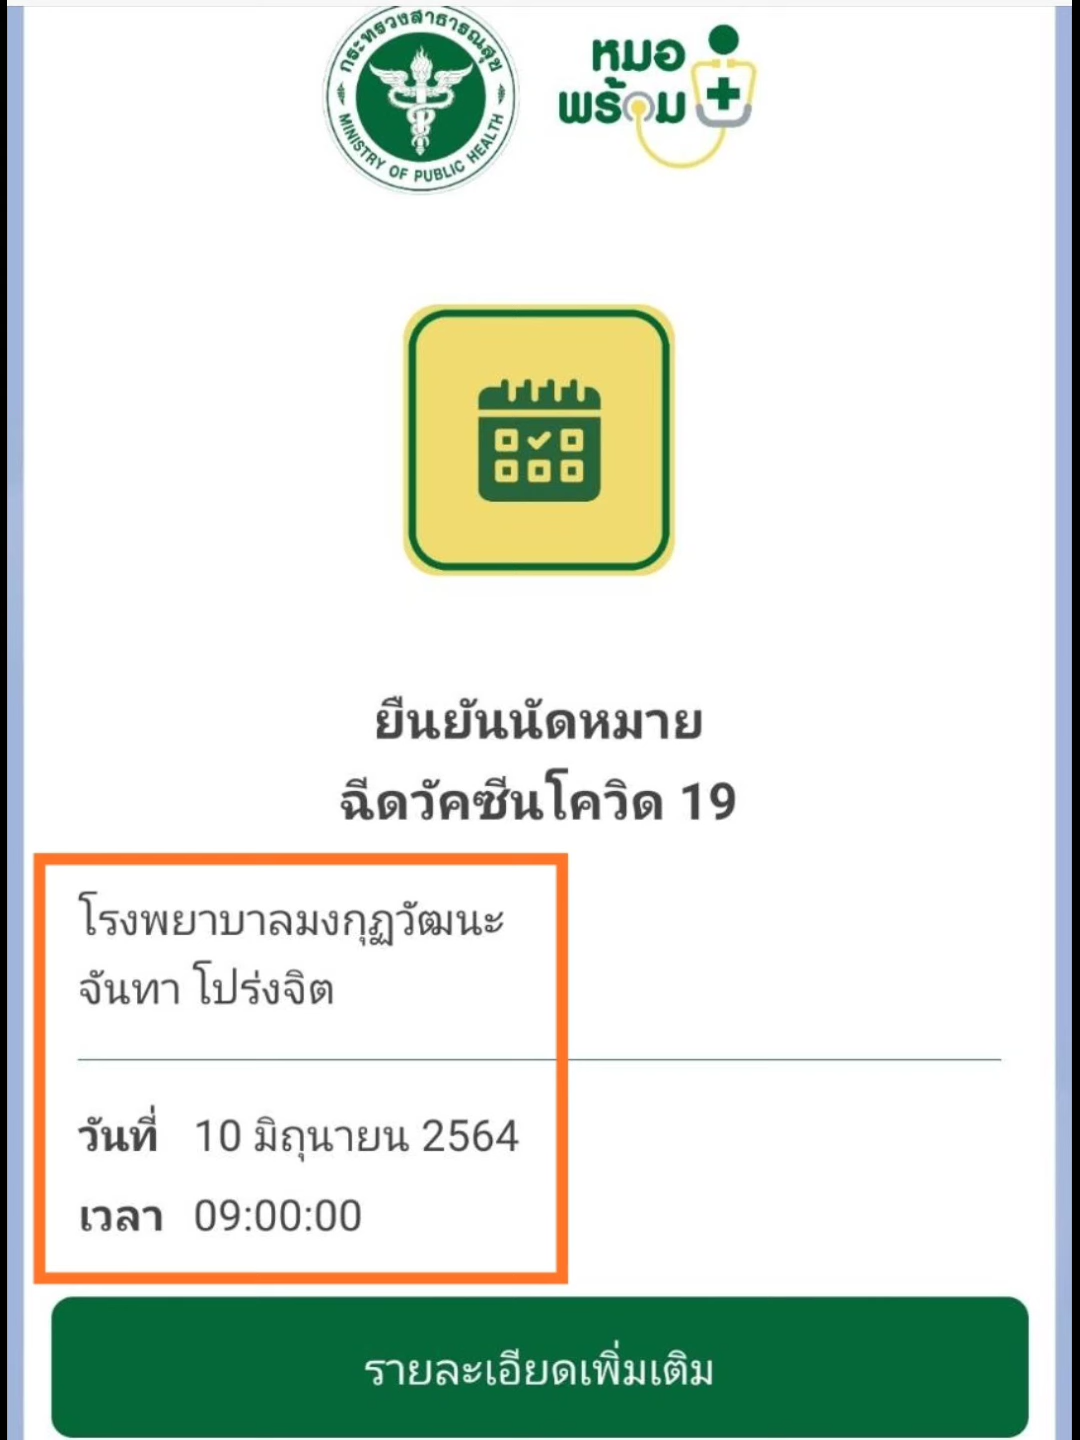 กระทรวงสาธารณสุข
MINISTRY OF PUBLIC HEALTH
หมอ
พร้อม
ยืนยันนัดหมาย
ฉีดวัคซีนโควิด 19
โรงพยาบาลมงกุฎวัฒนะ
จันทา โปร่งจิต
วันที่ 10 มิถุนายน 2564
เวลา 09:00:00
รายละเอียดเพิ่มเติม